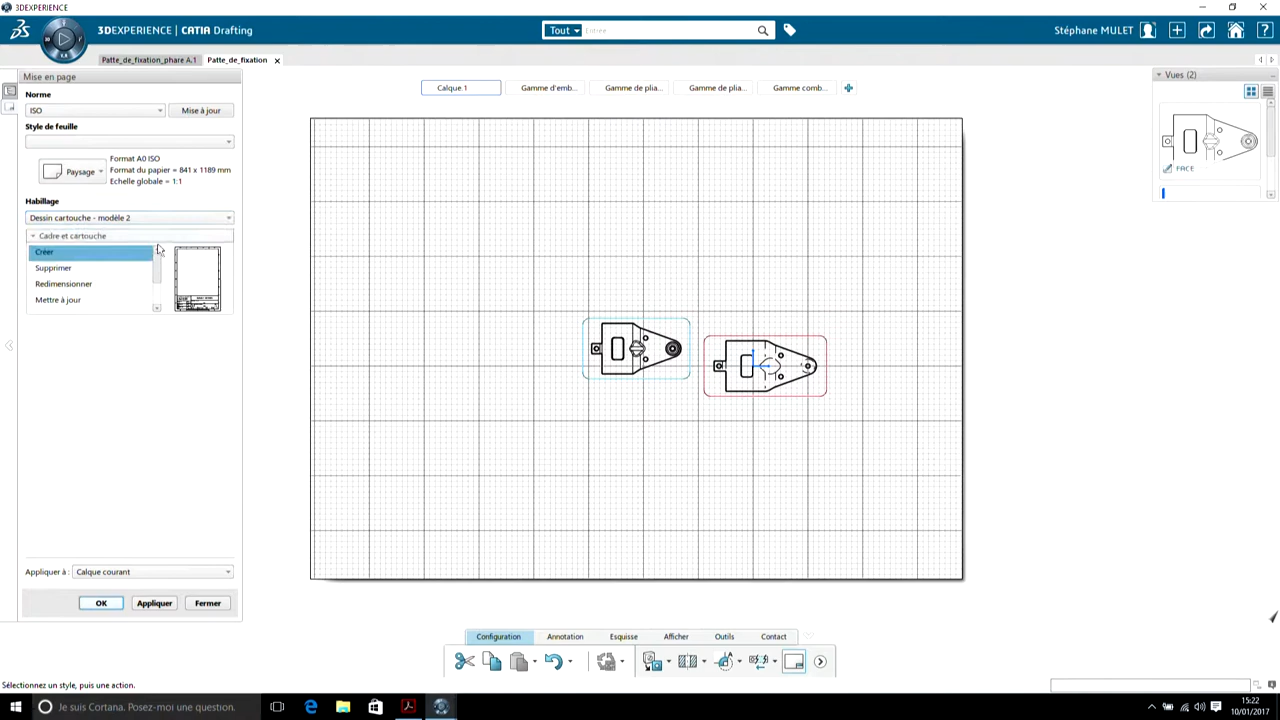 3DEXPERIENCE
3DEXPERIENCE | CATIA Drafting
Tout
Stéphane MULET
Patte_de_fixation_phare A.1
Patte_de_fixation
Mise en page
Calque.1
Gamme d'emb...
Gamme de plia...
Gamme de plia...
Gamme comb...
Vues (2)
Norme
ISO
Mise à jour
Style de feuille
Paysage
Format A0 ISO
Format du papier = 841 x 1189 mm
Echelle globale = 1:1
FACE
Habillage
Dessin cartouche - modèle 2
Cadre et cartouche
Créer
Supprimer
Redimensionner
Mettre à jour
Appliquer à :
Calque courant
OK
Appliquer
Fermer
Configuration
Annotation
Esquisse
Afficher
Outils
Contact
Sélectionnez un style, puis une action.
Je suis Cortana. Posez-moi une question.
15:22
10/01/2017